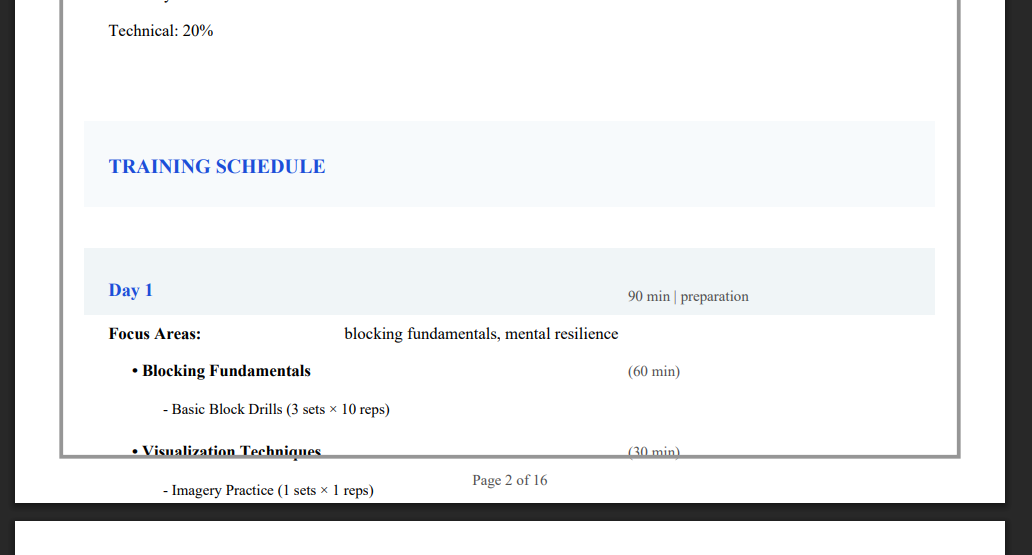 Technical: 20%
TRAINING SCHEDULE
Day 1
90 min | preparation
Focus Areas: blocking fundamentals, mental resilience
• Blocking Fundamentals (60 min)
- Basic Block Drills (3 sets × 10 reps)
• Visualization Techniques (30 min)
Page 2 of 16
- Imagery Practice (1 sets × 1 reps)